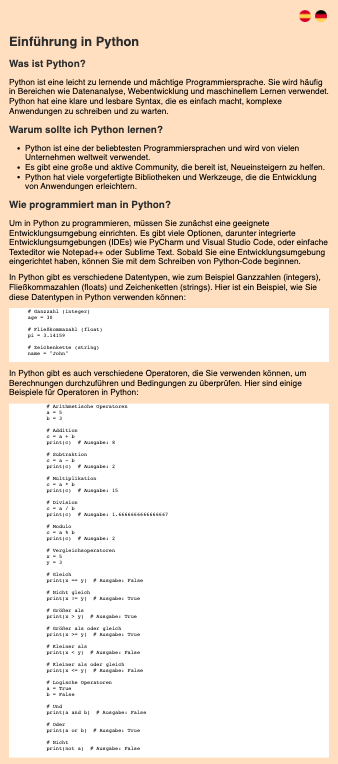 Einführung in Python
Was ist Python?
Python ist eine leicht zu lernende und mächtige Programmiersprache. Sie wird häufig
in Bereichen wie Datenanalyse, Webentwicklung und maschinellem Lernen verwendet.
Python hat eine klare und lesbare Syntax, die es einfach macht, komplexe
Anwendungen zu schreiben und zu warten.
Warum sollte ich Python lernen?
• Python ist eine der beliebtesten Programmiersprachen und wird von vielen
Unternehmen weltweit verwendet.
• Es gibt eine große und aktive Community, die bereit ist, Neueinsteigern zu helfen.
• Python hat viele vorgefertigte Bibliotheken und Werkzeuge, die die Entwicklung
von Anwendungen erleichtern.
Wie programmiert man in Python?
Um in Python zu programmieren, müssen Sie zunächst eine geeignete
Entwicklungsumgebung einrichten. Es gibt viele Optionen, darunter integrierte
Entwicklungsumgebungen (IDEs) wie PyCharm und Visual Studio Code, oder einfache
Texteditor wie Notepad++ oder Sublime Text. Sobald Sie eine Entwicklungsumgebung
eingerichtet haben, können Sie mit dem Schreiben von Python-Code beginnen.
In Python gibt es verschiedene Datentypen, wie zum Beispiel Ganzzahlen (integers),
Fließkommazahlen (floats) und Zeichenketten (strings). Hier ist ein Beispiel, wie Sie
diese Datentypen in Python verwenden können:
# Ganzzahl (integer)
age = 30
# Fließkommazahl (float)
pi = 3.14159
# Zeichenkette (string)
name = "John"
In Python gibt es auch verschiedene Operatoren, die Sie verwenden können, um
Berechnungen durchzuführen und Bedingungen zu überprüfen. Hier sind einige
Beispiele für Operatoren in Python:
# Arithmetische Operatoren
a = 5
b = 3
# Addition
c = a + b
print(c) # Ausgabe: 8
# Subtraktion
c = a - b
print(c) # Ausgabe: 2
# Multiplikation
c = a * b
print(c) # Ausgabe: 15
# Division
c = a / b
print(c) # Ausgabe: 1.6666666666666667
# Modulo
c = a % b
print(c) # Ausgabe: 2
# Vergleichsoperatoren
x = 5
y = 3
# Gleich
print(x == y) # Ausgabe: False
# Nicht gleich
print(x != y) # Ausgabe: True
# Größer als
print(x > y) # Ausgabe: True
# Größer als oder gleich
print(x >= y) # Ausgabe: True
# Kleiner als
print(x < y) # Ausgabe: False
# Kleiner als oder gleich
print(x <= y) # Ausgabe: False
# Logische Operatoren
a = True
b = False
# Und
print(a and b) # Ausgabe: False
# Oder
print(a or b) # Ausgabe: True
# Nicht
print(not a) # Ausgabe: False